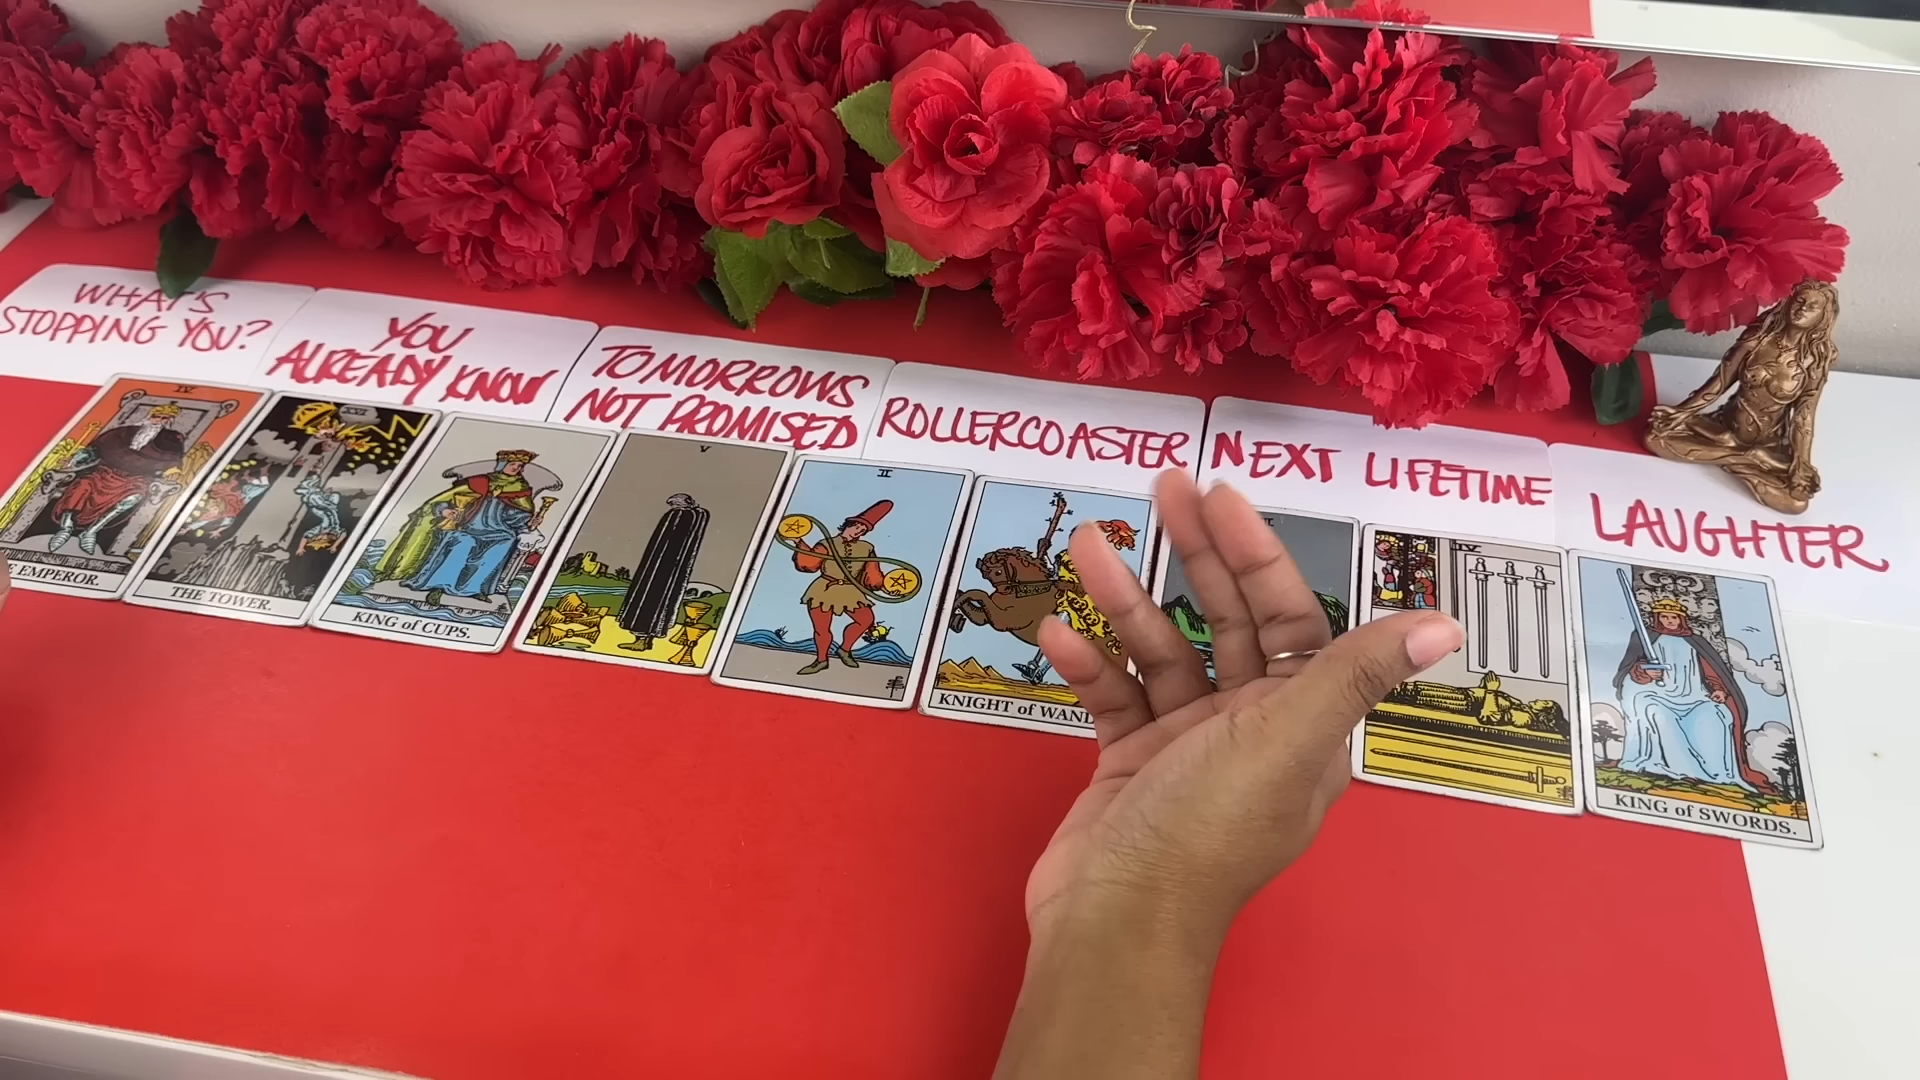 WHAT'S
STOPPING YOU?
YOU
ALREADY KNOW
TOMORROWS
NOT PROMISED
ROLLERCOASTER
NEXT LIFETIME
LAUGHTER
IV
E EMPEROR.
XVI
THE TOWER.
KING of CUPS.
V
II
KNIGHT of WAND
IV
KING of SWORDS.